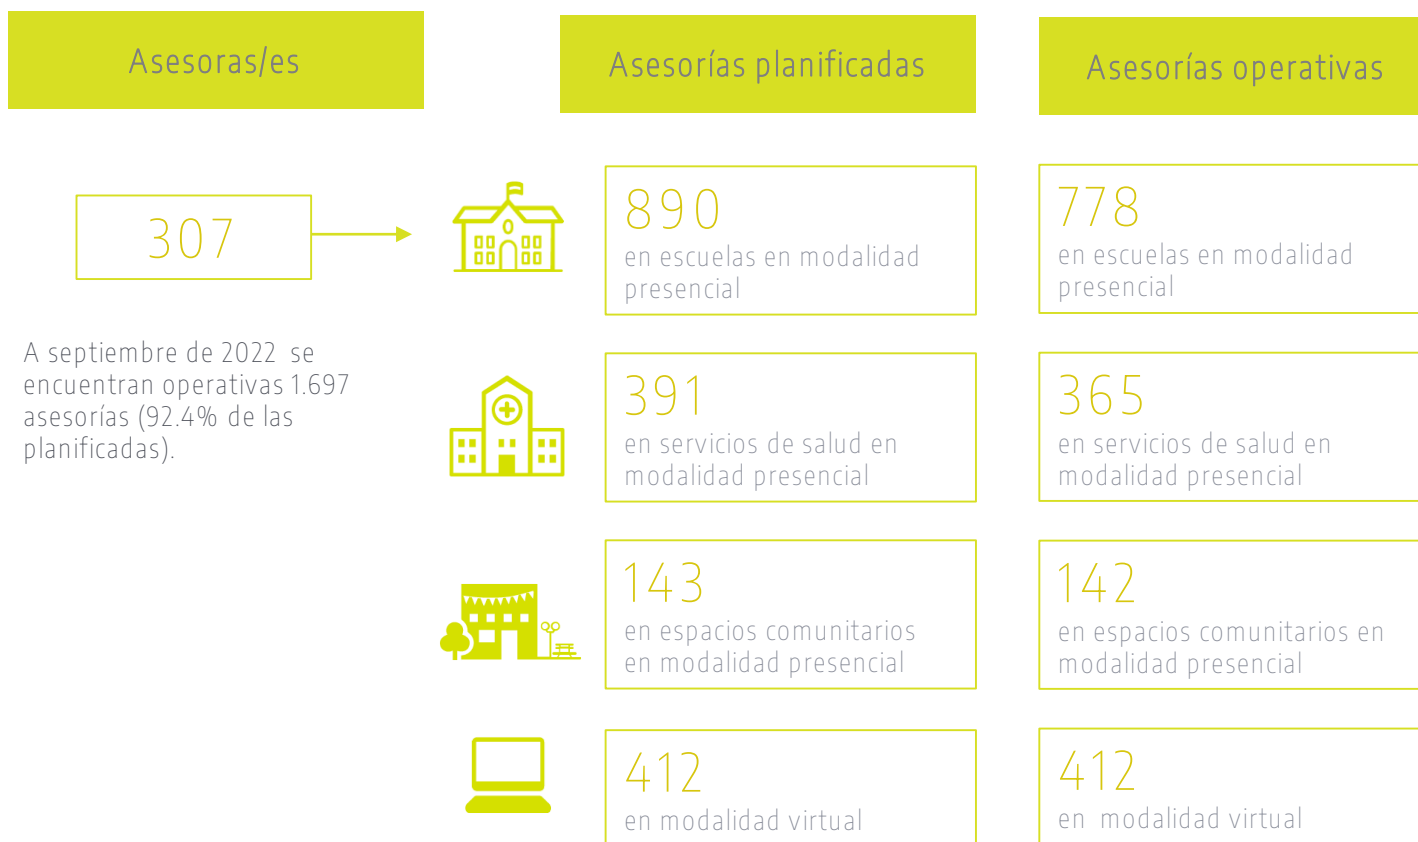 Asesoras/es
Asesorías planificadas
Asesorías operativas
307
A septiembre de 2022 se
encuentran operativas 1.697
asesorías (92.4% de las
planificadas).
890
en escuelas en modalidad
presencial
778
en escuelas en modalidad
presencial
391
en servicios de salud en
modalidad presencial
365
en servicios de salud en
modalidad presencial
143
en espacios comunitarios
en modalidad presencial
142
en espacios comunitarios en
modalidad presencial
412
en modalidad virtual
412
en modalidad virtual